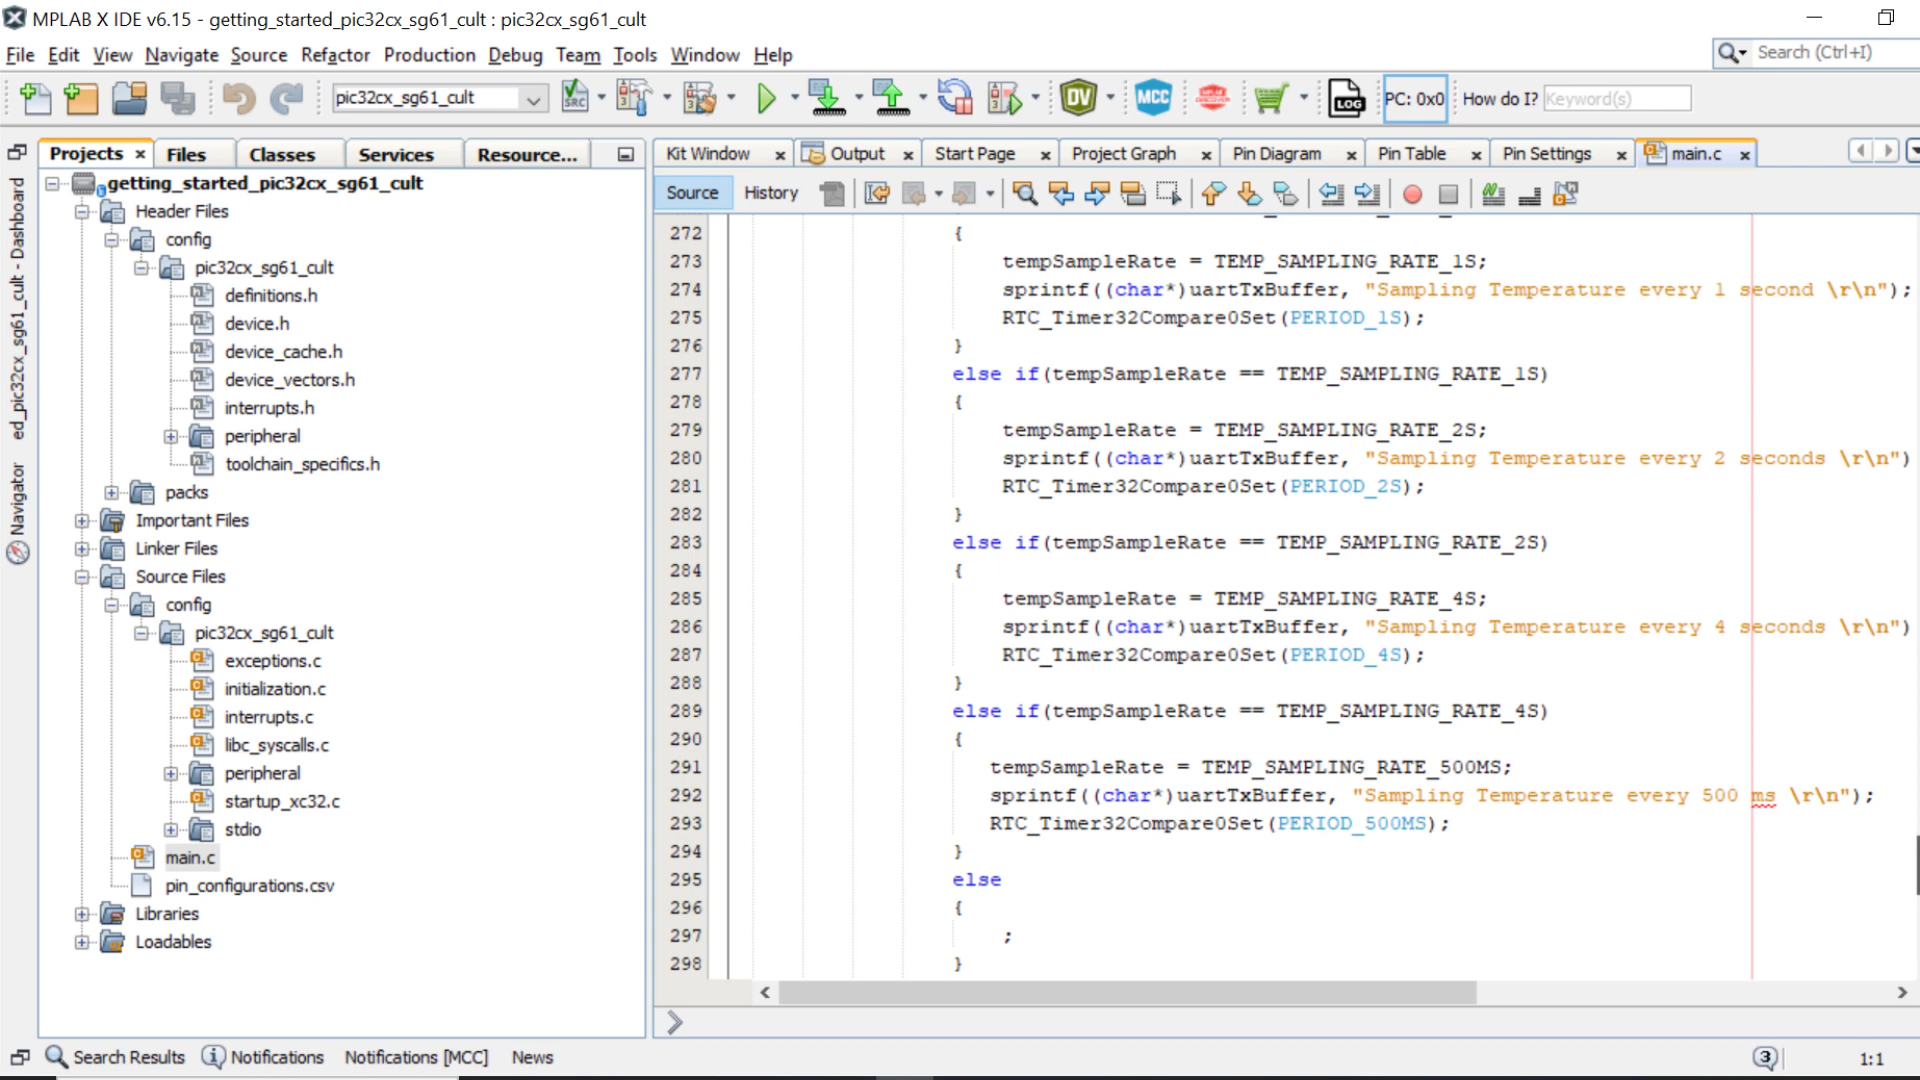 MPLAB X IDE v6.15 - getting_started_pic32cx_sg61_cult : pic32cx_sg61_cult
File Edit View Navigate Source Refactor Production Debug Team Tools Window Help
Search (Ctrl+I)
pic32cx_sg61_cult
SRC
DV
MCC
LOG
PC: 0x0
How do I?
Keyword(s)
Projects
Files
Classes
Services
Resource...
Kit Window
Output
Start Page
Project Graph
Pin Diagram
Pin Table
Pin Settings
main.c
Source
History
ed_pic32cx_sg61_cult - Dashboard
Navigator
getting_started_pic32cx_sg61_cult
Header Files
config
pic32cx_sg61_cult
definitions.h
device.h
device_cache.h
device_vectors.h
interrupts.h
peripheral
toolchain_specifics.h
packs
Important Files
Linker Files
Source Files
config
pic32cx_sg61_cult
exceptions.c
initialization.c
interrupts.c
libc_syscalls.c
peripheral
startup_xc32.c
stdio
main.c
pin_configurations.csv
Libraries
Loadables
272 {
273 tempSampleRate = TEMP_SAMPLING_RATE_1S;
274 sprintf((char*)uartTxBuffer, "Sampling Temperature every 1 second \r\n");
275 RTC_Timer32Compare0Set(PERIOD_1S);
276 }
277 else if(tempSampleRate == TEMP_SAMPLING_RATE_1S)
278 {
279 tempSampleRate = TEMP_SAMPLING_RATE_2S;
280 sprintf((char*)uartTxBuffer, "Sampling Temperature every 2 seconds \r\n")
281 RTC_Timer32Compare0Set(PERIOD_2S);
282 }
283 else if(tempSampleRate == TEMP_SAMPLING_RATE_2S)
284 {
285 tempSampleRate = TEMP_SAMPLING_RATE_4S;
286 sprintf((char*)uartTxBuffer, "Sampling Temperature every 4 seconds \r\n")
287 RTC_Timer32Compare0Set(PERIOD_4S);
288 }
289 else if(tempSampleRate == TEMP_SAMPLING_RATE_4S)
290 {
291 tempSampleRate = TEMP_SAMPLING_RATE_500MS;
292 sprintf((char*)uartTxBuffer, "Sampling Temperature every 500 ms \r\n");
293 RTC_Timer32Compare0Set(PERIOD_500MS);
294 }
295 else
296 {
297 ;
298 }
Search Results
Notifications
Notifications [MCC]
News
3
1:1